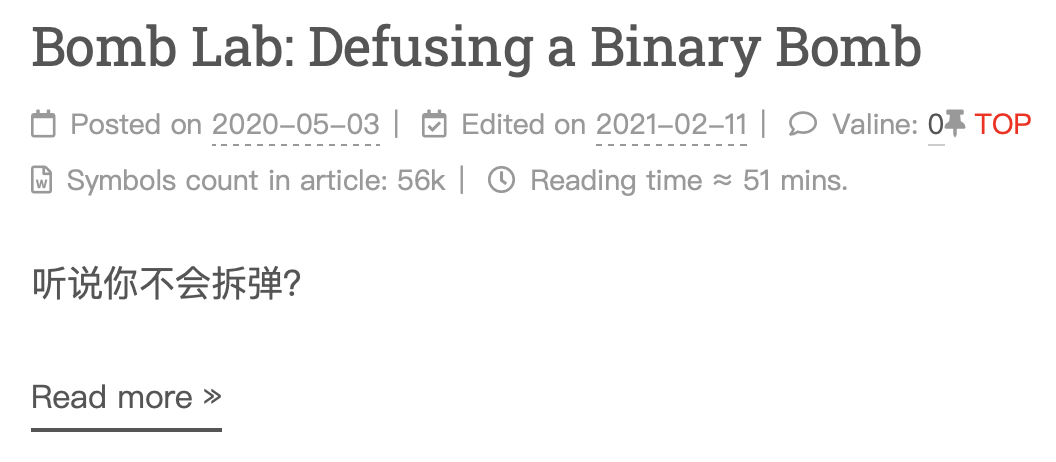 Bomb Lab: Defusing a Binary Bomb
Posted on 2020-05-03 | Edited on 2021-02-11 | Valine: 0 TOP
Symbols count in article: 56k | Reading time ≈ 51 mins.
听说你不会拆弹?
Read more »